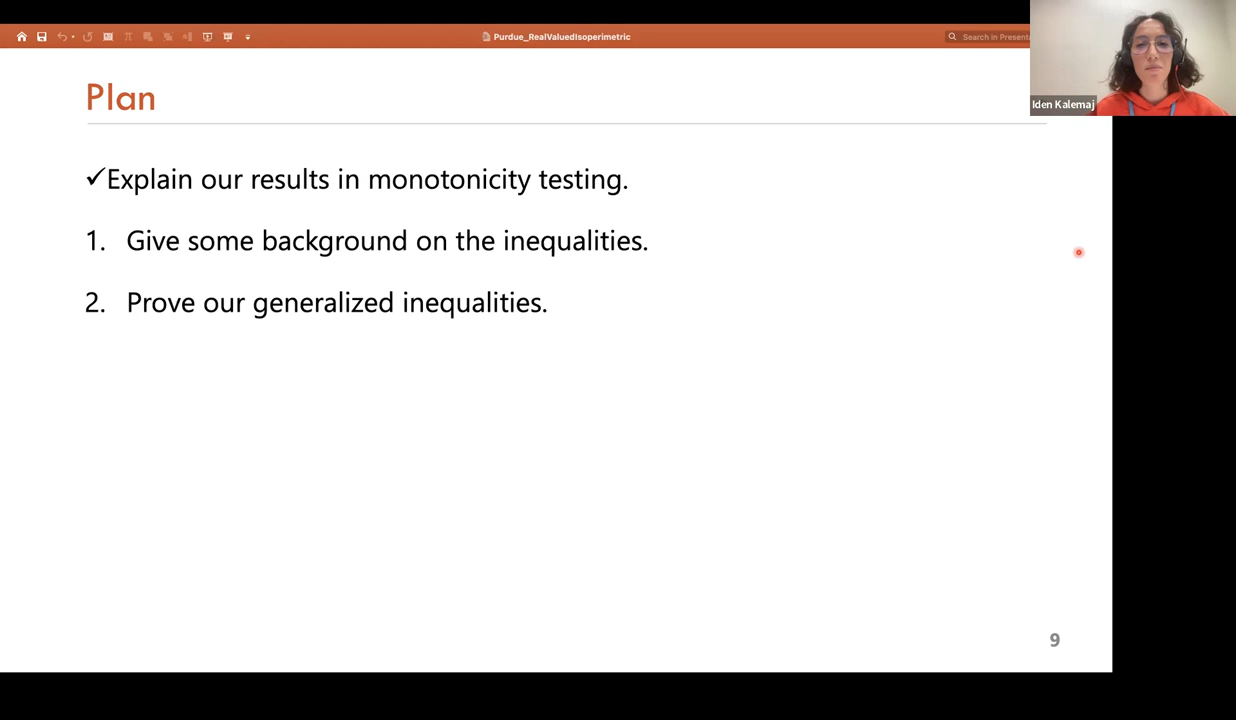 Purdue_RealValuedIsoperimetric
Search in Presenta
Iden Kalemaj
Plan
✓Explain our results in monotonicity testing.
1. Give some background on the inequalities.
2. Prove our generalized inequalities.
9